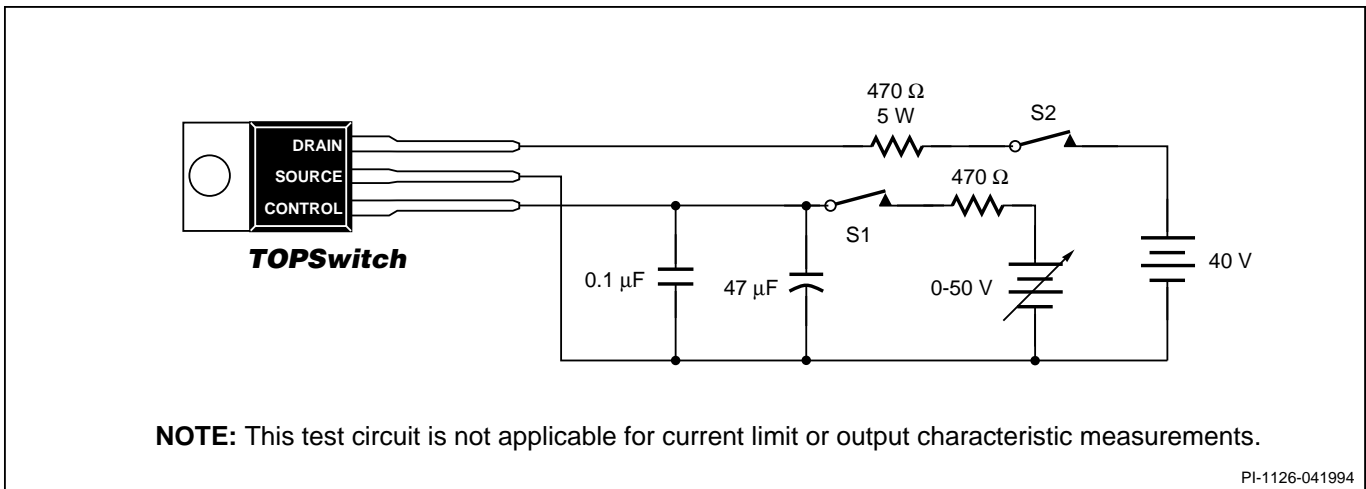 470 Ω
5 W
S2
DRAIN
SOURCE
CONTROL
470 Ω
S1
TOPSwitch
0.1 μF
47 μF
0-50 V
40 V
NOTE: This test circuit is not applicable for current limit or output characteristic measurements.
PI-1126-041994